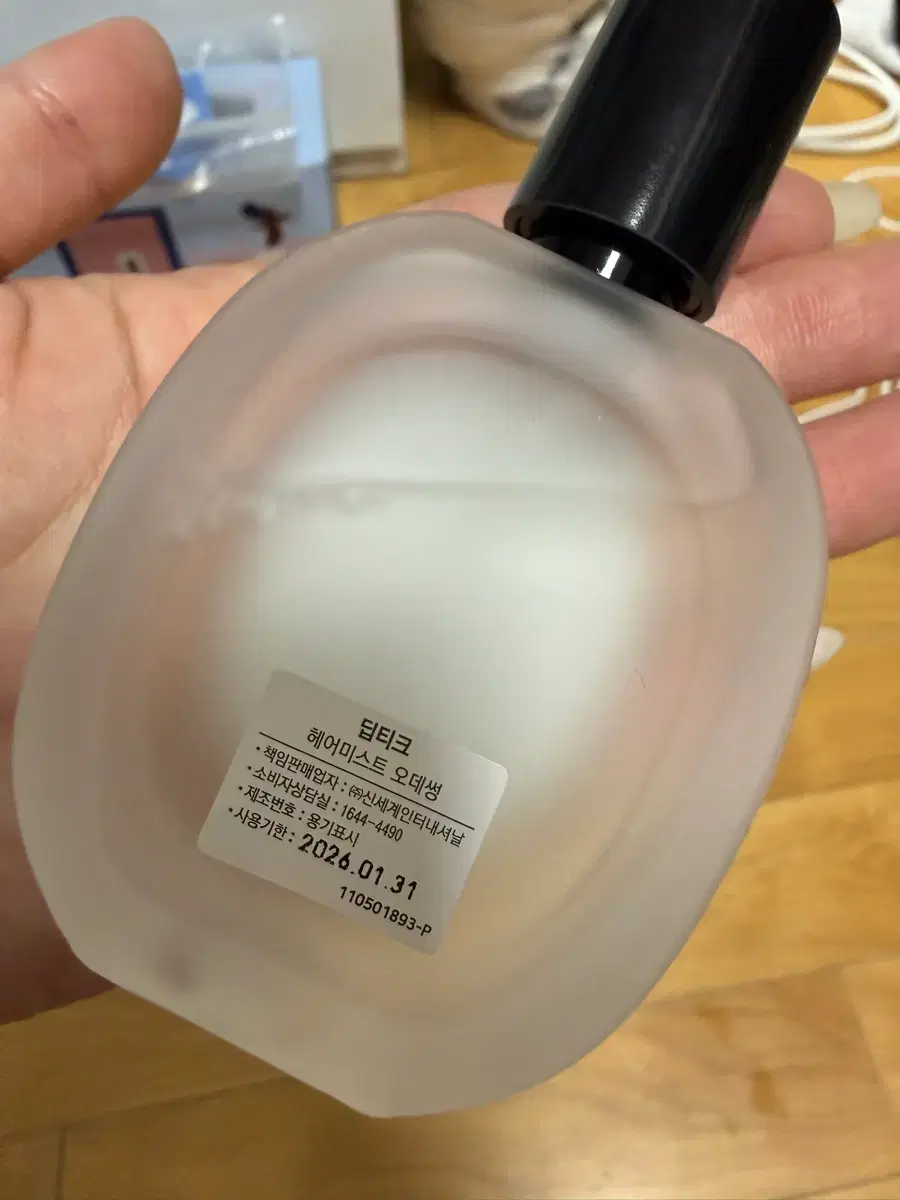 딥티크
헤어미스트 오데썽
• 책임판매업자 : ㈜신세계인터내셔날
• 소비자상담실 : 1644-4490
• 제조번호 : 용기표시
• 사용기한 : 2026.01.31
110501893-P